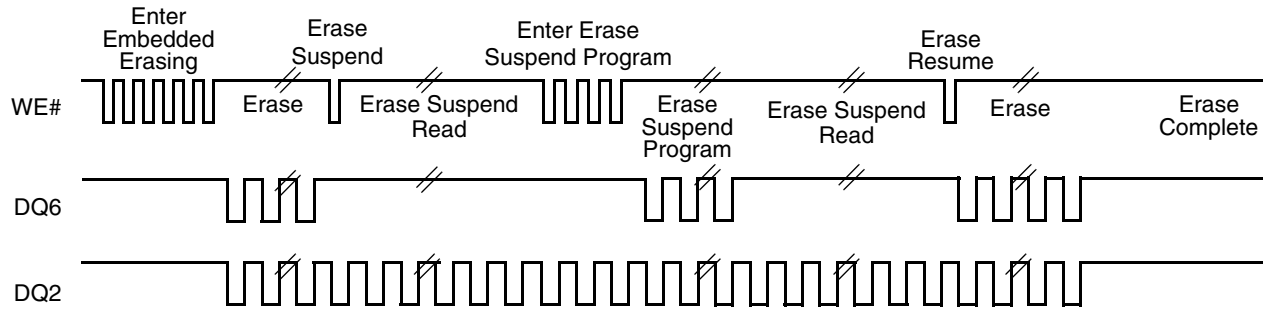 Enter
Embedded
Erasing
Erase
Suspend
Enter Erase
Suspend Program
Erase
Resume
WE#
Erase
Erase Suspend
Read
Erase
Suspend
Program
Erase Suspend
Read
Erase
Erase
Complete
DQ6
DQ2